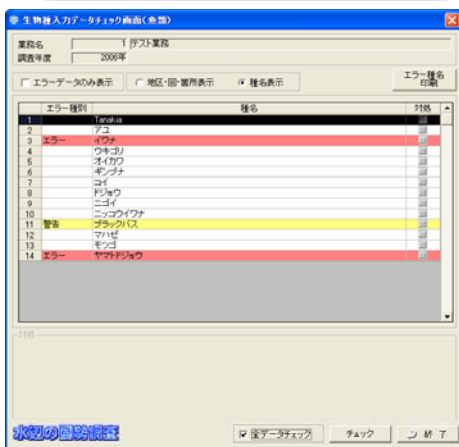 生物種入力データチェック画面(魚類)
業務名 1 テスト業務
調査年度 2006年
エラーデータのみ表示 地区・回・箇所表示 種名表示 エラー種名印刷
エラー種別 種名 対処
1 Tanakia
2 アユ
3 エラー イワナ
4 ウキゴリ
5 オイカワ
6 ギンブナ
7 コイ
8 ドジョウ
9 ニゴイ
10 ニッコウイワナ
11 警告 ブラックバス
12 マハゼ
13 モツゴ
14 エラー ヤマトドジョウ
対処
水辺の国勢調査 全データチェック チェック 終 了